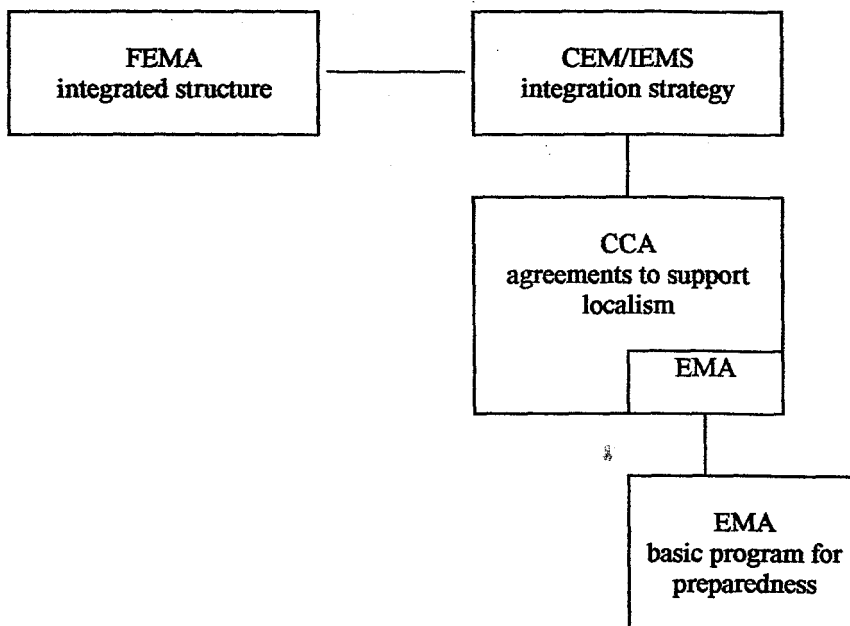 FEMA
integrated structure
CEM/IEMS
integration strategy
CCA
agreements to support
localism
EMA
EMA
basic program for
preparedness